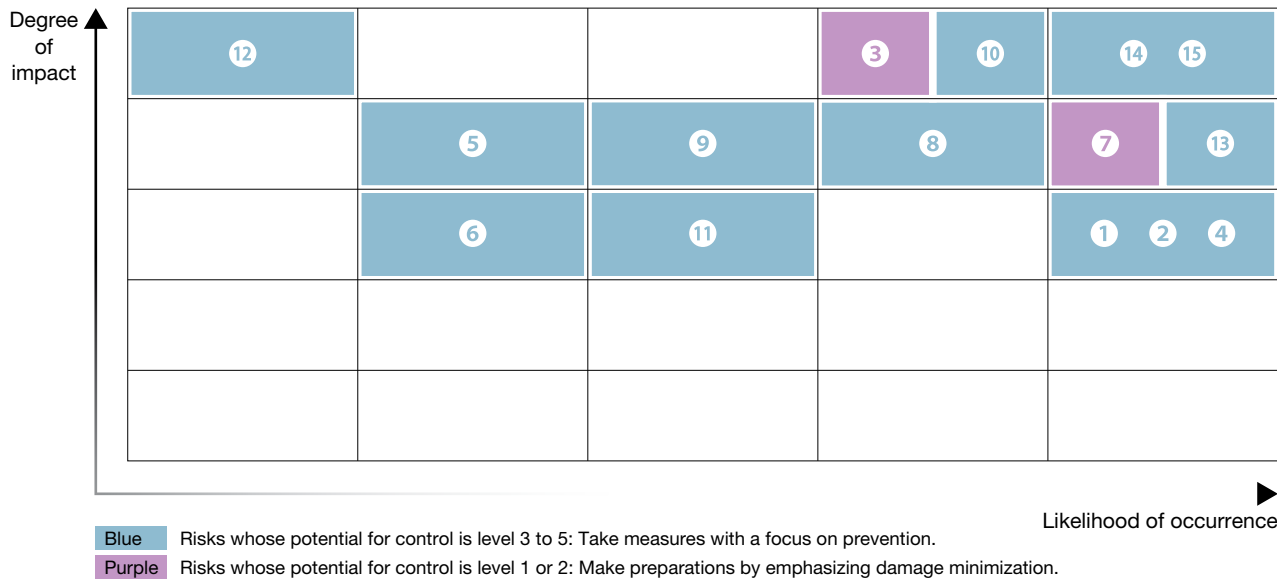 Degree
of
impact
12
3
10
14 15
5
9
8
7
13
6
11
1 2 4
Likelihood of occurrence
Blue Risks whose potential for control is level 3 to 5: Take measures with a focus on prevention.
Purple Risks whose potential for control is level 1 or 2: Make preparations by emphasizing damage minimization.